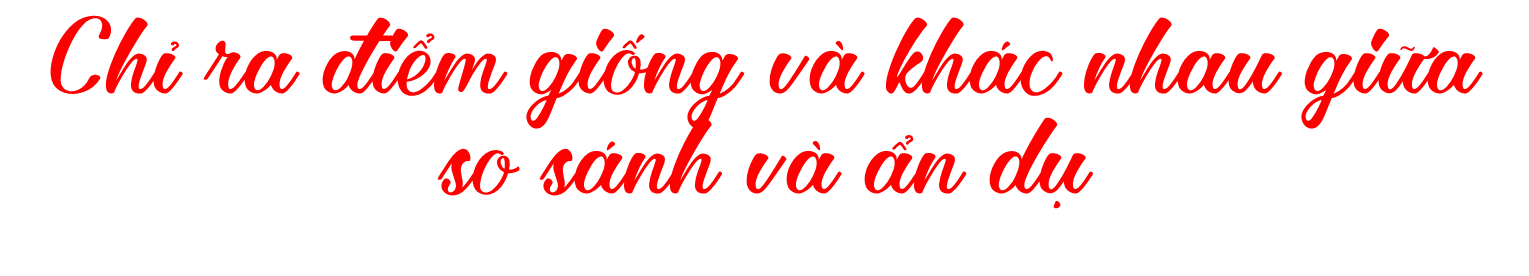 Chỉ ra điểm giống và khác nhau giữa
so sánh và ẩn dụ